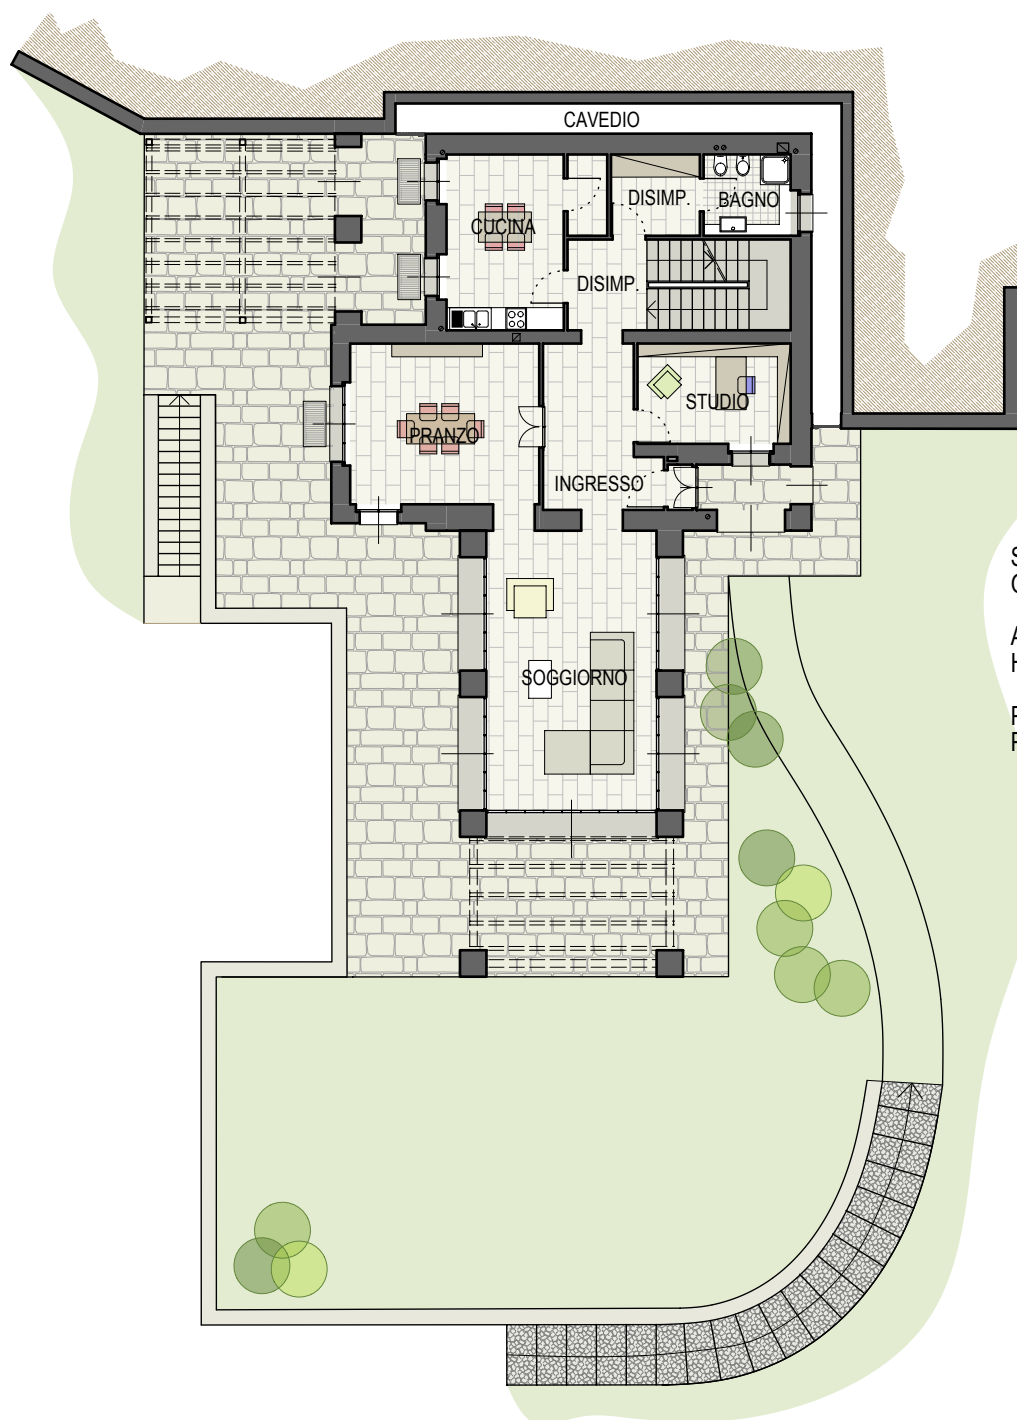 CAVEDIO
DISIMP.
BAGNO
CUCINA
DISIMP.
STUDIO
PRANZO
INGRESSO
SOGGIORNO